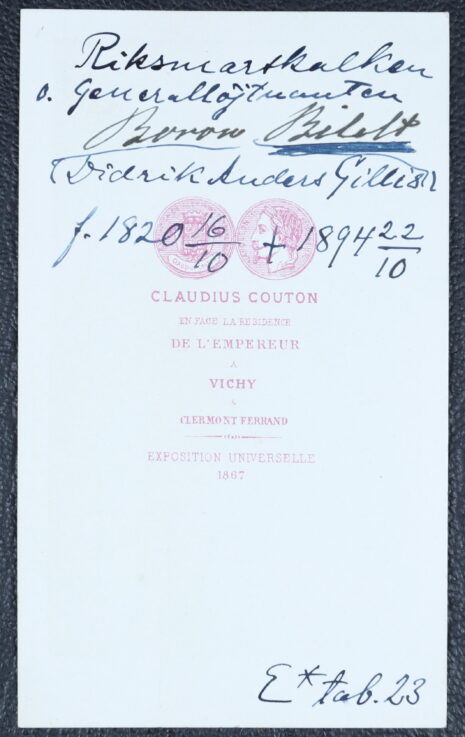 Riksmarskalken
o. Generallöjtnanten
Baron Bildt
(Didrik Anders Gillis)
f. 1820 16/10 † 1894 22/10
CLAUDIUS COUTON
EN FACE LA RESIDENCE
DE L'EMPEREUR
A
VICHY
&
CLERMONT FERRAND
EXPOSITION UNIVERSELLE
1867
E* tab. 23